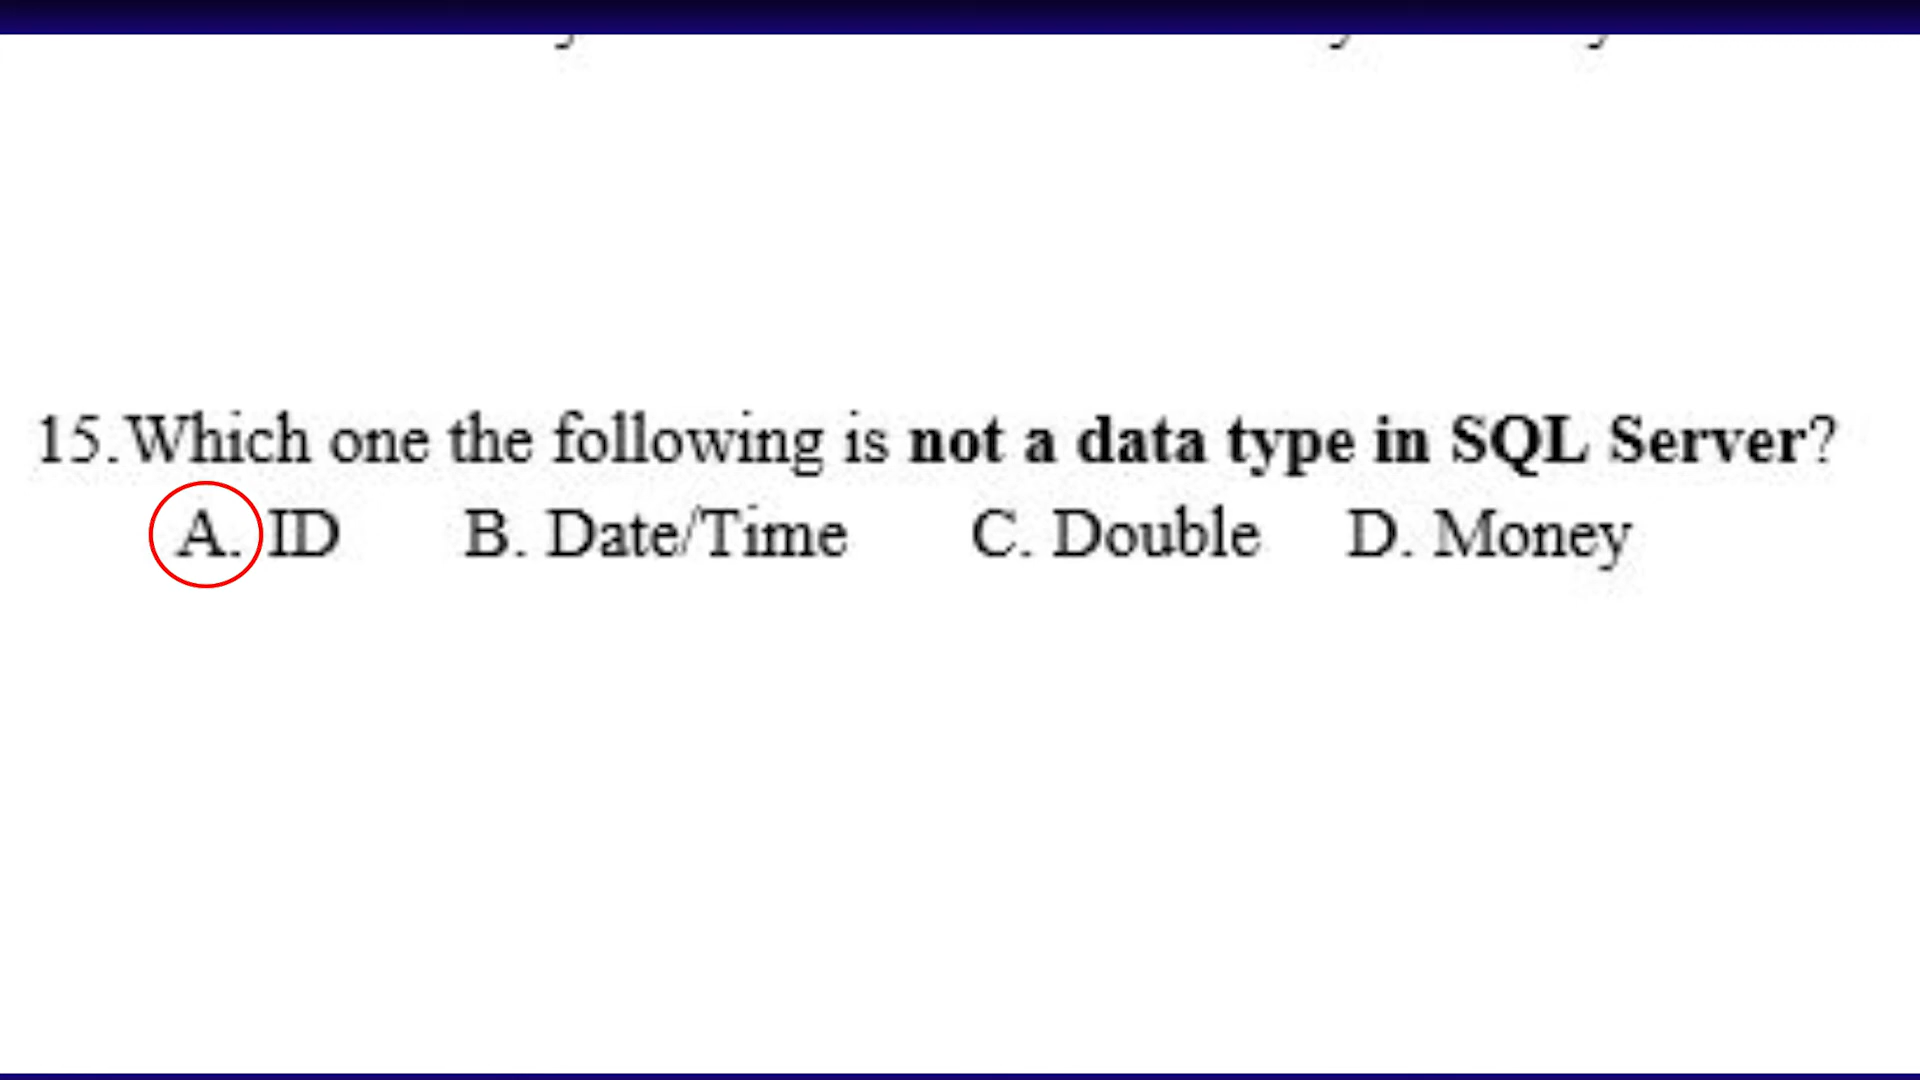 15.Which one the following is not a data type in SQL Server?
A. ID B. Date/Time C. Double D. Money